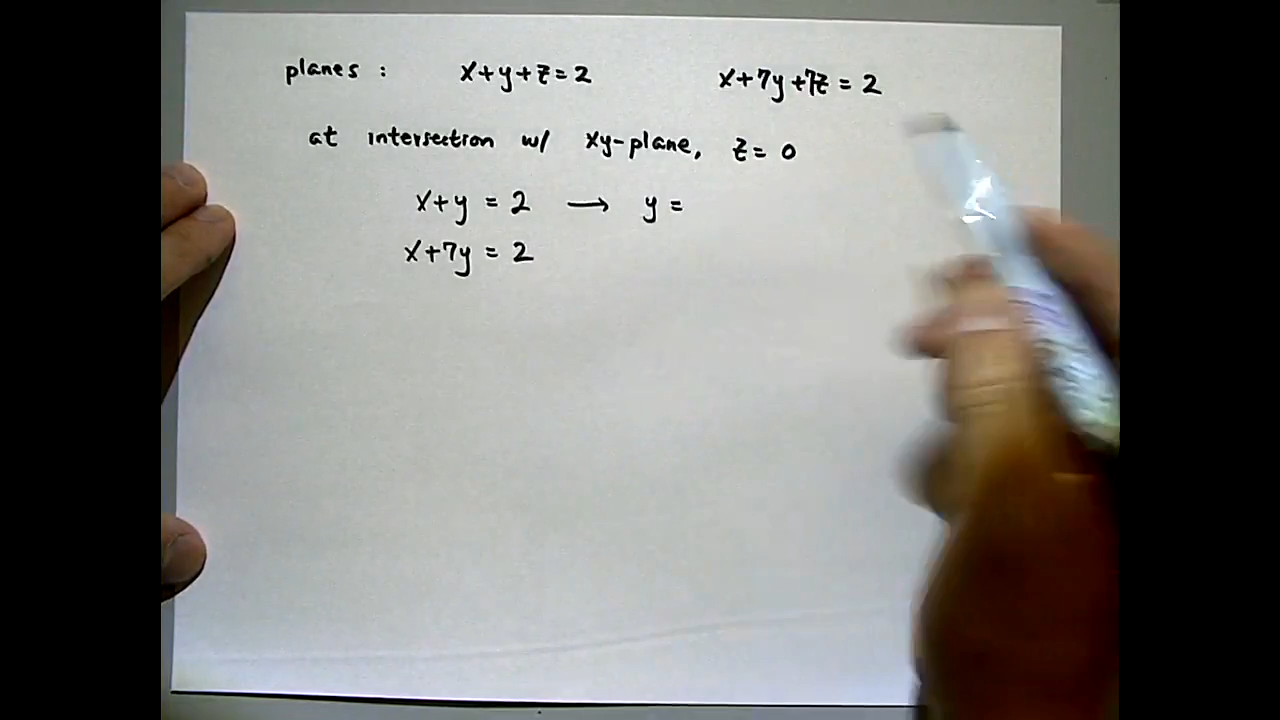 planes : x+y+z=2 x+7y+7z = 2
at intersection w/ xy-plane, z= 0
x+y = 2 → y =
x+7y = 2